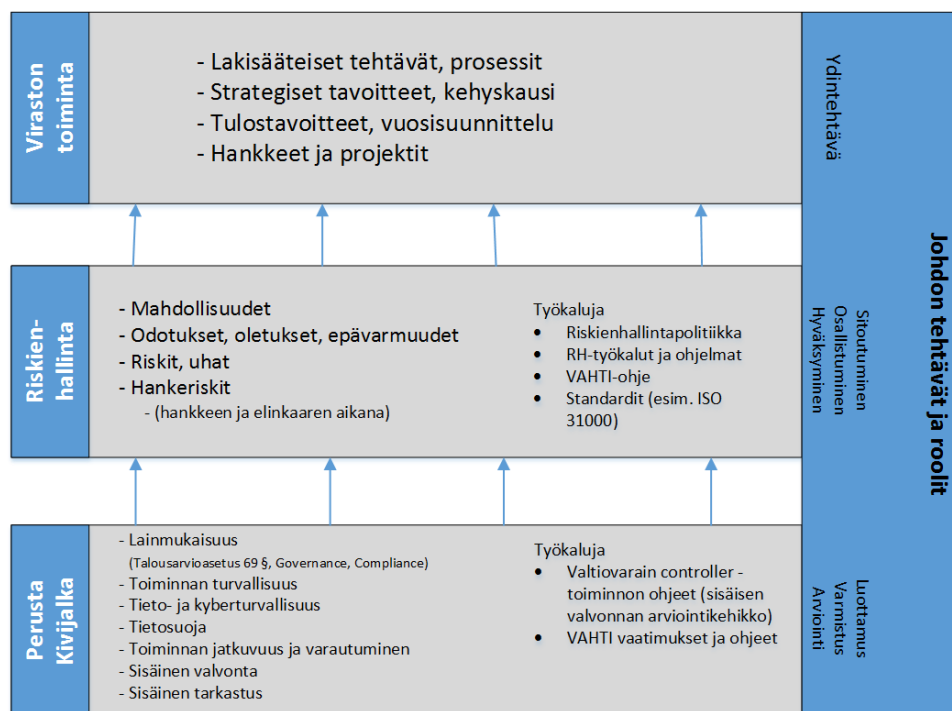 Viraston
toiminta
- Lakisääteiset tehtävät, prosessit
- Strategiset tavoitteet, kehyskausi
- Tulostavoitteet, vuosisuunnittelu
- Hankkeet ja projektit
Ydintehtävä
Riskien-
hallinta
- Mahdollisuudet
- Odotukset, oletukset, epävarmuudet
- Riskit, uhat
- Hankeriskit
- (hankkeen ja elinkaaren aikana)
Työkaluja
• Riskienhallintapolitiikka
• RH-työkalut ja ohjelmat
• VAHTI-ohje
• Standardit (esim. ISO
31000)
Sitoutuminen
Osallistuminen
Hyväksyminen
Johdon tehtävät ja roolit
Perusta
Kivijalka
- Lainmukaisuus
(Talousarvioasetus 69 §, Governance, Compliance)
- Toiminnan turvallisuus
- Tieto- ja kyberturvallisuus
- Tietosuoja
- Toiminnan jatkuvuus ja varautuminen
- Sisäinen valvonta
- Sisäinen tarkastus
Työkaluja
• Valtiovarain controller -
toiminnon ohjeet (sisäisen
valvonnan arviointikehikko)
• VAHTI vaatimukset ja ohjeet
Luottamus
Varmistus
Arviointi